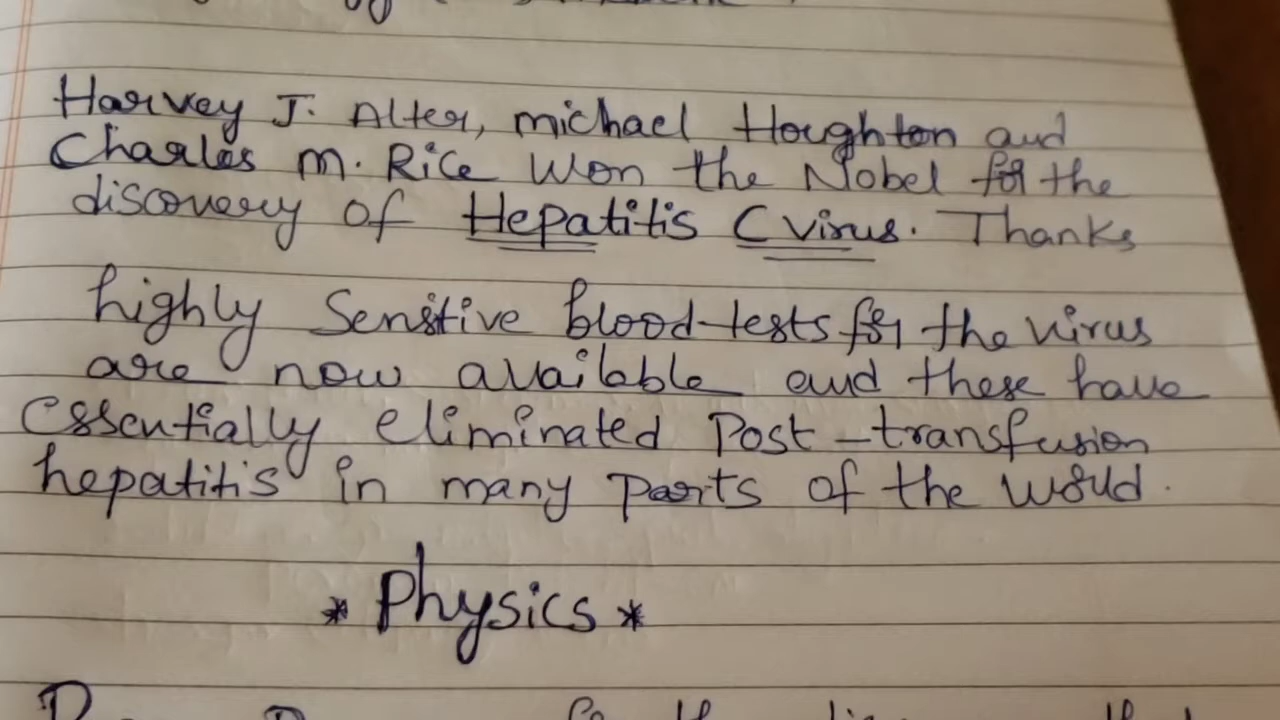 Harvey J. Alter, michael Houghton and
Charles M. Rice Won the Nobel for the
discovery of Hepatitis C virus. Thanks
highly Sensitive blood-tests for the virus
are now available and these have
essentially eliminated Post-transfusion
hepatitis in many parts of the world.
* Physics *